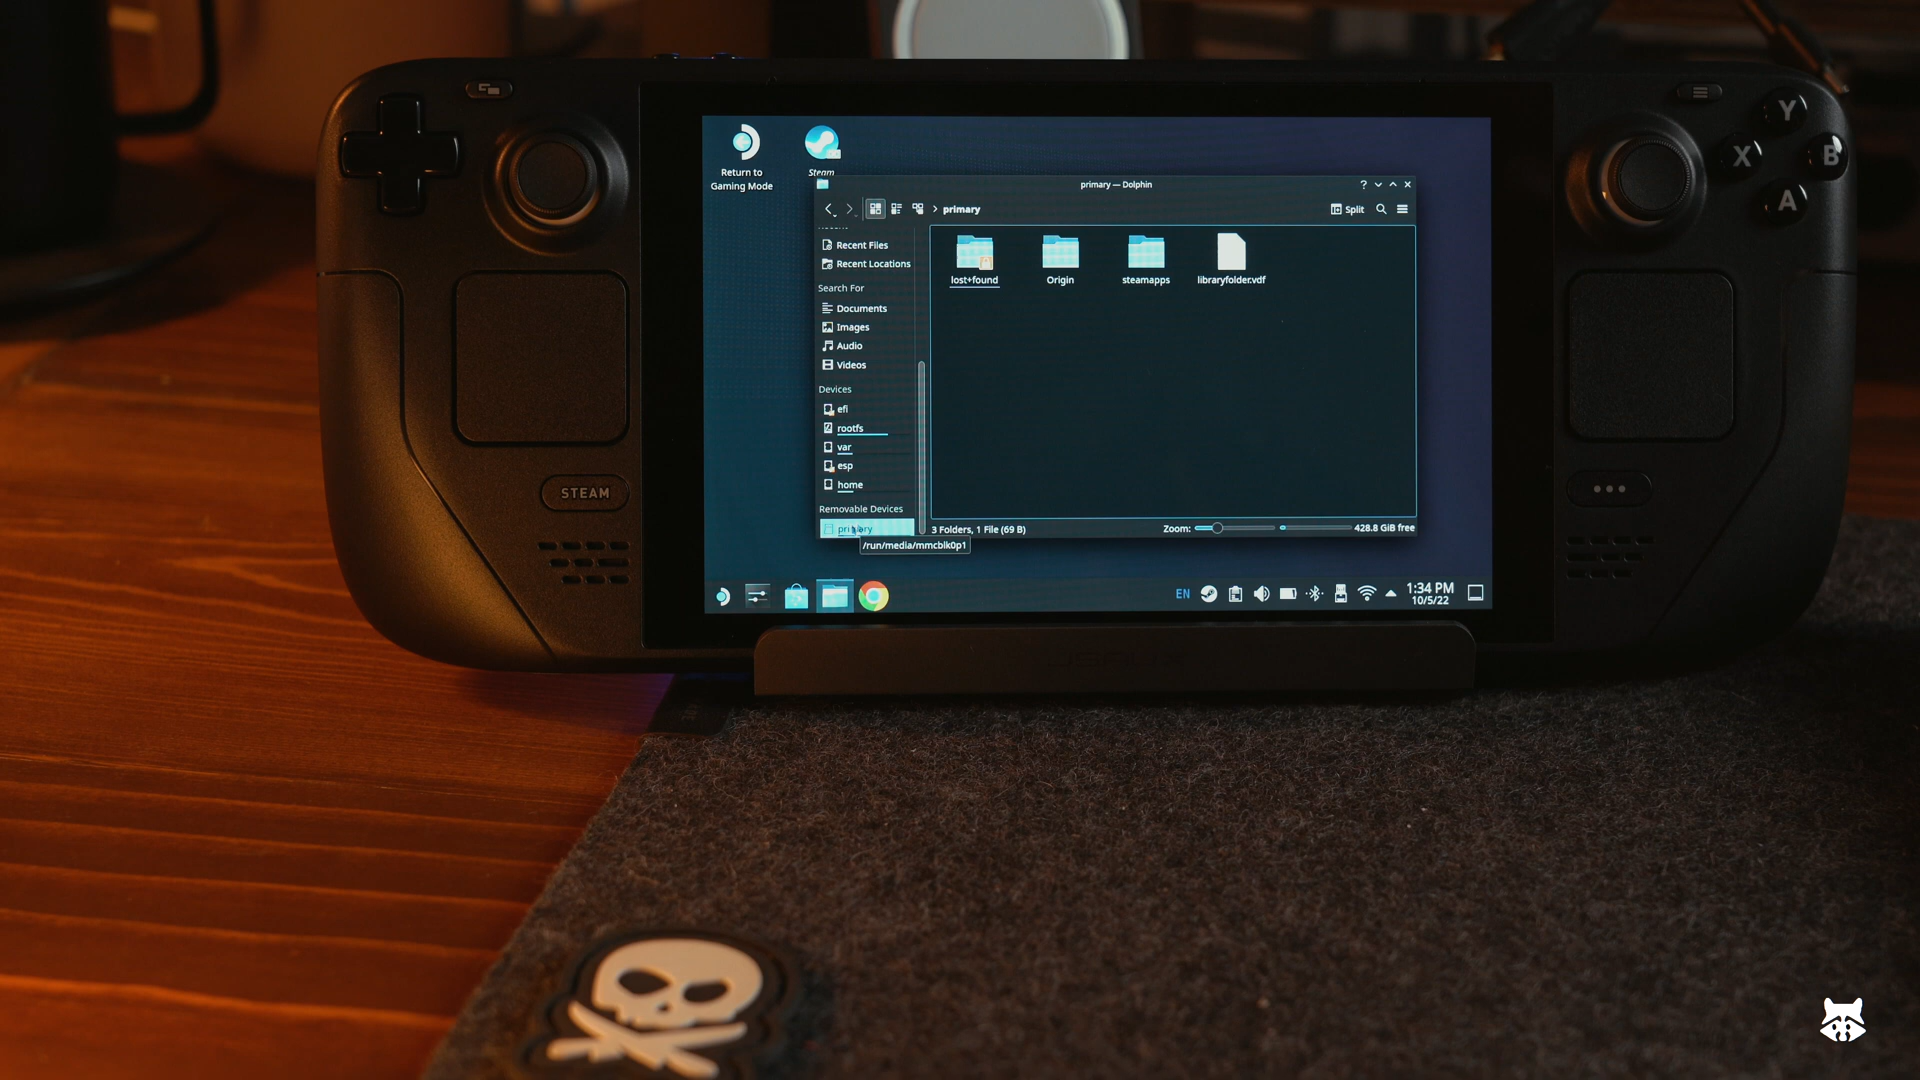 Return to
Gaming Mode
Steam
primary — Dolphin
primary
Split
Recent Files
Recent Locations
Search For
Documents
Images
Audio
Videos
Devices
efi
rootfs
var
esp
home
Removable Devices
primary
/run/media/mmcblk0p1
lost+found
Origin
steamapps
libraryfolder.vdf
3 Folders, 1 File (69 B)
Zoom:
428.8 GiB free
EN
1:34 PM
10/5/22
STEAM
Y
X
B
A